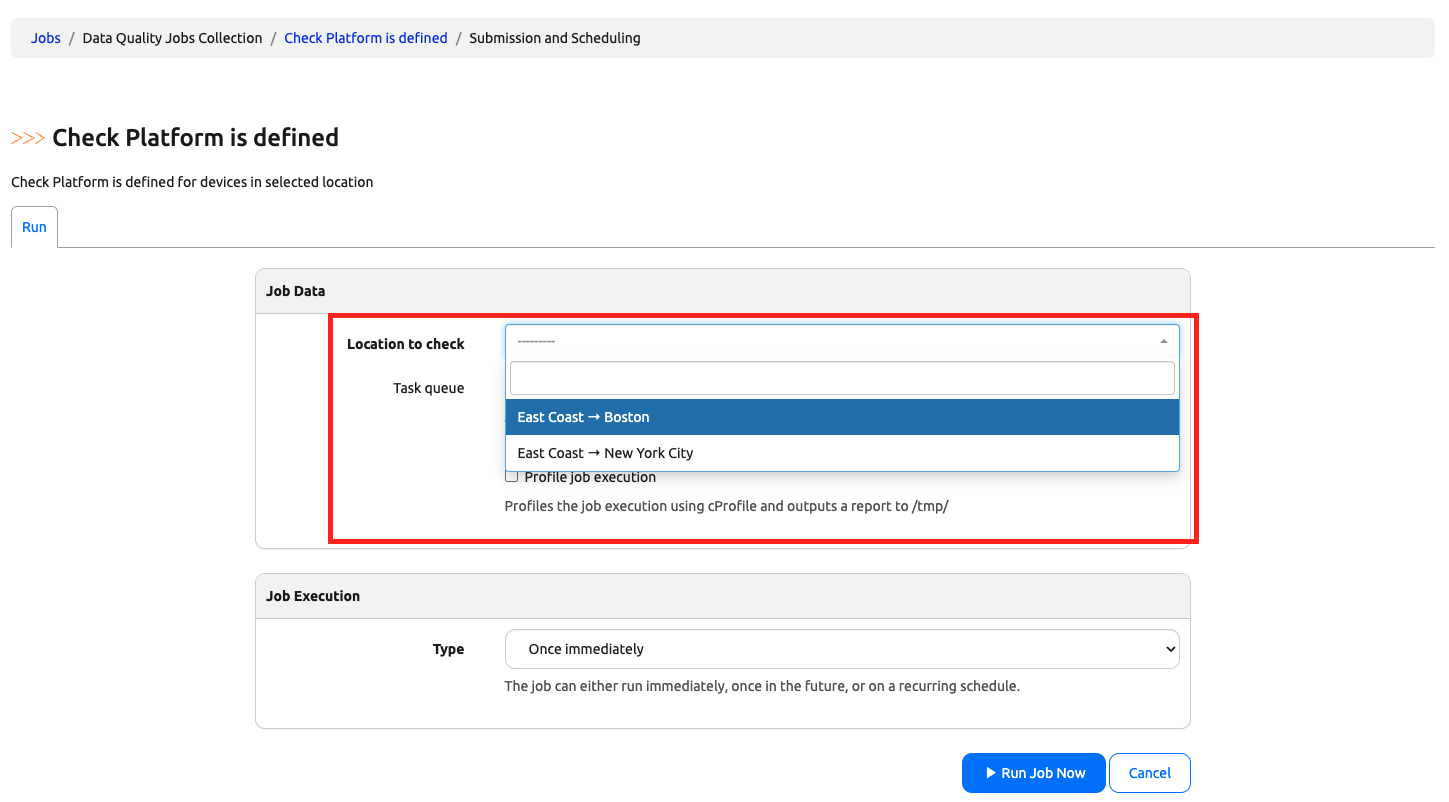 Jobs / Data Quality Jobs Collection / Check Platform is defined / Submission and Scheduling
>>> Check Platform is defined
Check Platform is defined for devices in selected location
Run
Job Data
Location to check ---------
Task queue
East Coast → Boston
East Coast → New York City
Profile job execution
Profiles the job execution using cProfile and outputs a report to /tmp/
Job Execution
Type Once immediately
The job can either run immediately, once in the future, or on a recurring schedule.
Run Job Now Cancel